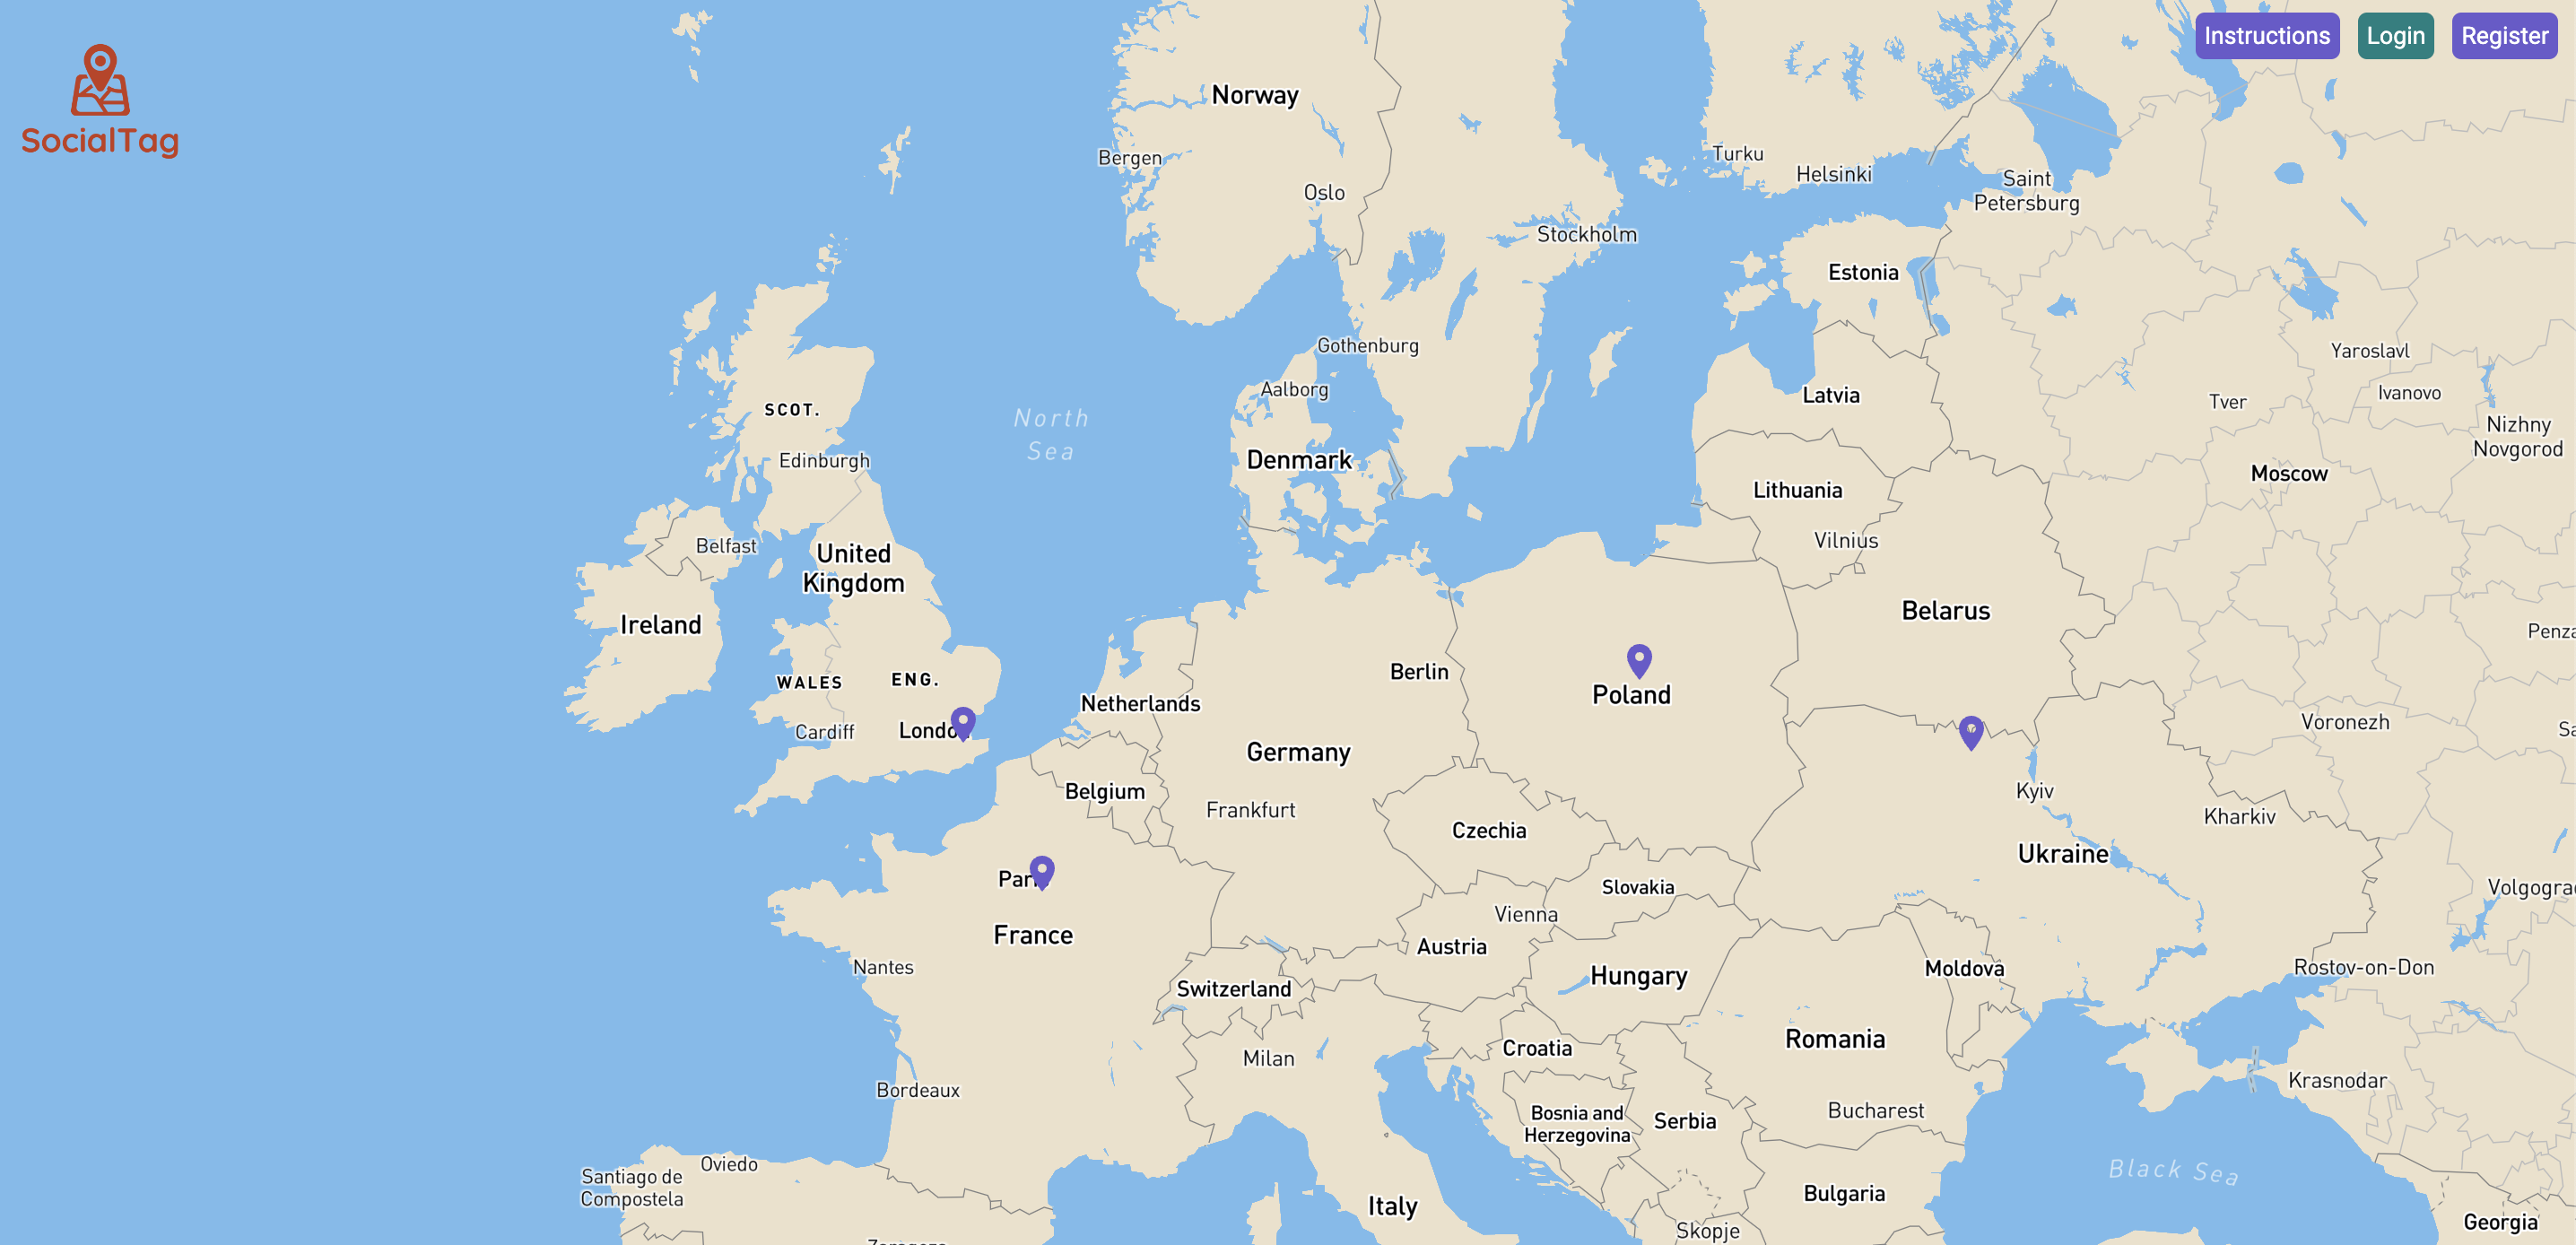 Instructions
Login
Register
SocialTag
Norway
Bergen
Oslo
Turku
Helsinki
Saint
Petersburg
Stockholm
Estonia
Gothenburg
Yaroslavl
Aalborg
Latvia
Ivanovo
Tver
SCOT.
North
Sea
Nizhny
Novgorod
Edinburgh
Denmark
Moscow
Lithuania
Vilnius
Belfast
United
Kingdom
Belarus
Ireland
Penza
Berlin
ENG.
WALES
Poland
Netherlands
Voronezh
London
Cardiff
Germany
Kyiv
Belgium
Frankfurt
Kharkiv
Czechia
Ukraine
Paris
Slovakia
Volgograd
Vienna
France
Austria
Nantes
Moldova
Rostov-on-Don
Hungary
Switzerland
Romania
Croatia
Milan
Krasnodar
Bordeaux
Bucharest
Bosnia and
Herzegovina
Serbia
Oviedo
Santiago de
Compostela
Black Sea
Bulgaria
Italy
Georgia
Skopje